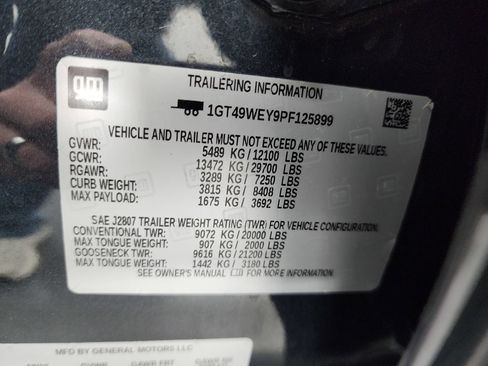 gm
TRAILERING INFORMATION
1GT49WEY9PF125899
VEHICLE AND TRAILER MUST NOT EXCEED ANY OF THESE VALUES.
GVWR: 5489 KG/12100 LBS
GCWR: 13472 KG/29700 LBS
RGAWR: 3289 KG/ 7250 LBS
CURB WEIGHT: 3815 KG/ 8408 LBS
MAX PAYLOAD: 1675 KG/ 3692 LBS
SAE J2807 TRAILER WEIGHT RATING (TWR) FOR VEHICLE CONFIGURATION.
CONVENTIONAL TWR: 9072 KG/20000 LBS
MAX TONGUE WEIGHT: 907 KG/ 2000 LBS
GOOSENECK TWR: 9616 KG/21200 LBS
MAX TONGUE WEIGHT: 1442 KG/ 3180 LBS
SEE OWNER'S MANUAL FOR MORE INFORMATION.
MFD BY GENERAL MOTORS LLC